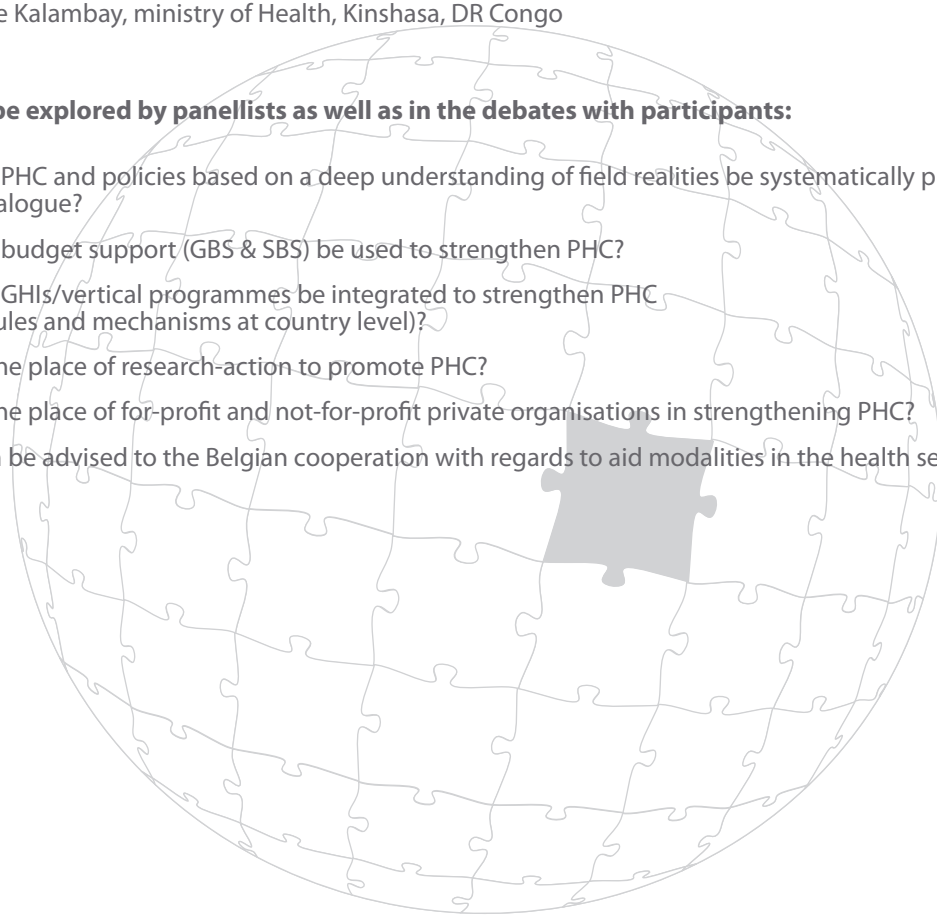 e Kalambay, ministry of Health, Kinshasa, DR Congo
be explored by panellists as well as in the debates with participants:
PHC and policies based on a deep understanding of field realities be systematically p
alogue?
budget support (GBS & SBS) be used to strengthen PHC?
GHIs/vertical programmes be integrated to strengthen PHC
ules and mechanisms at country level)?
he place of research-action to promote PHC?
he place of for-profit and not-for-profit private organisations in strengthening PHC?
n be advised to the Belgian cooperation with regards to aid modalities in the health se